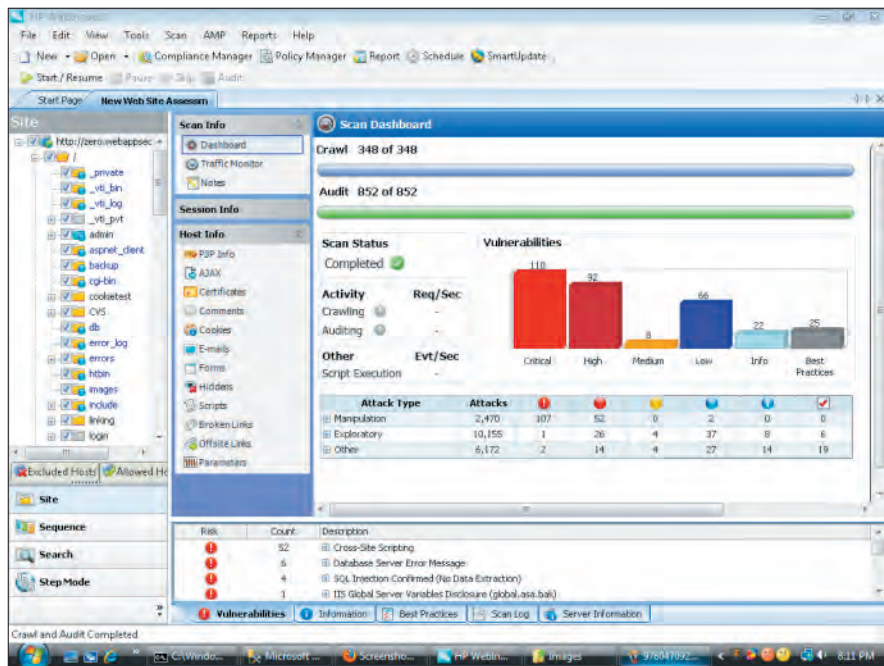 File Edit View Tools Scan AMP Reports Help
New Open Compliance Manager Policy Manager Report Schedule SmartUpdate
Start / Resume Pause Skip Audit
Start Page New Web Site Assessm
Site
http://zero.webappsec
/
_private
_vti_bin
_vti_log
_vti_pvt
admin
aspnet_client
backup
cgi-bin
cookietest
CVS
db
error_log
errors
htbin
images
include
linking
login
Excluded Hosts Allowed Ho
Site
Sequence
Search
Step Mode
Scan Info
Dashboard
Traffic Monitor
Notes
Session Info
Host Info
P3P Info
AJAX
Certificates
Comments
Cookies
E-mails
Forms
Hiddens
Scripts
Broken Links
Offsite Links
Parameters
Scan Dashboard
Crawl 348 of 348
Audit 852 of 852
Scan Status
Completed
Activity Req/Sec
Crawling -
Auditing -
Other Evt/Sec
Script Execution -
Vulnerabilities
110
92
8
66
22
25
Critical High Medium Low Info Best Practices
Attack Type Attacks
Manipulation 2,470 107 52 0 2 0 0
Exploratory 10,155 1 26 4 37 8 6
Other 6,172 2 14 4 27 14 19
Risk Count Description
52 Cross-Site Scripting
6 Database Server Error Message
4 SQL Injection Confirmed (No Data Extraction)
1 IIS Global Server Variables Disclosure (global.asa.bak)
Vulnerabilities Information Best Practices Scan Log Server Information
Crawl and Audit Completed
C:\Windo... Microsoft ... Screensho... HP WebIn... Images 978047092... 8:11 PM